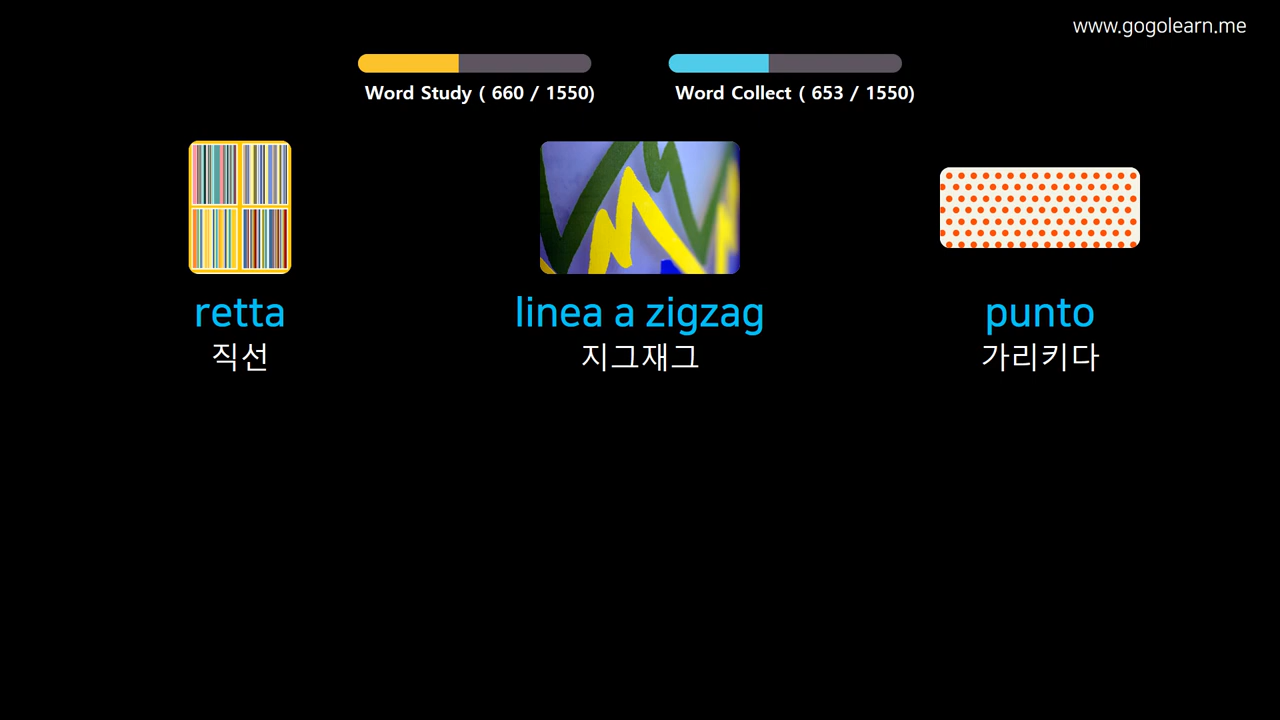 www.gogolearn.me
Word Study ( 660 / 1550)
Word Collect ( 653 / 1550)
retta
linea a zigzag
punto
직선
지그재그
가리키다